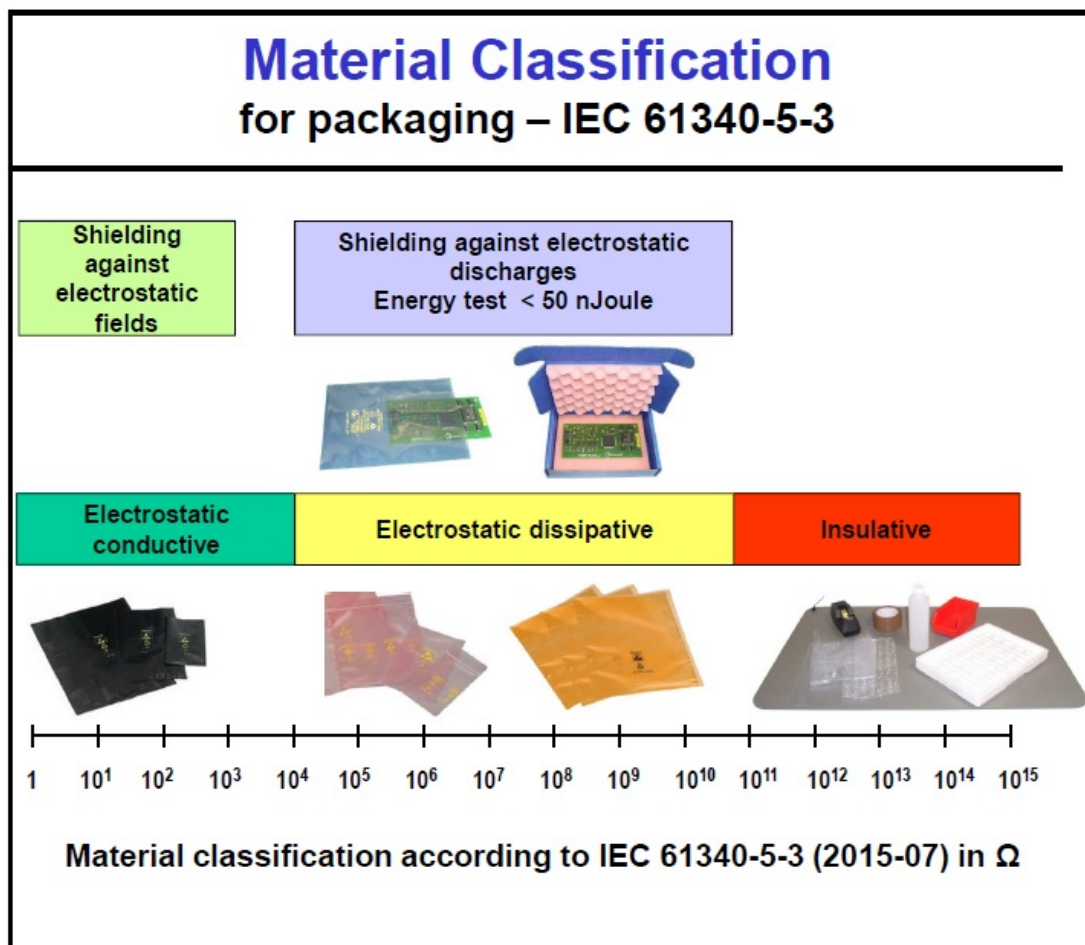 Material Classification
for packaging – IEC 61340-5-3
Shielding
against
electrostatic
fields
Shielding against electrostatic
discharges
Energy test < 50 nJoule
Electrostatic
conductive
Electrostatic dissipative
Insulative
1 10¹ 10² 10³ 10⁴ 10⁵ 10⁶ 10⁷ 10⁸ 10⁹ 10¹⁰ 10¹¹ 10¹² 10¹³ 10¹⁴ 10¹⁵
Material classification according to IEC 61340-5-3 (2015-07) in Ω